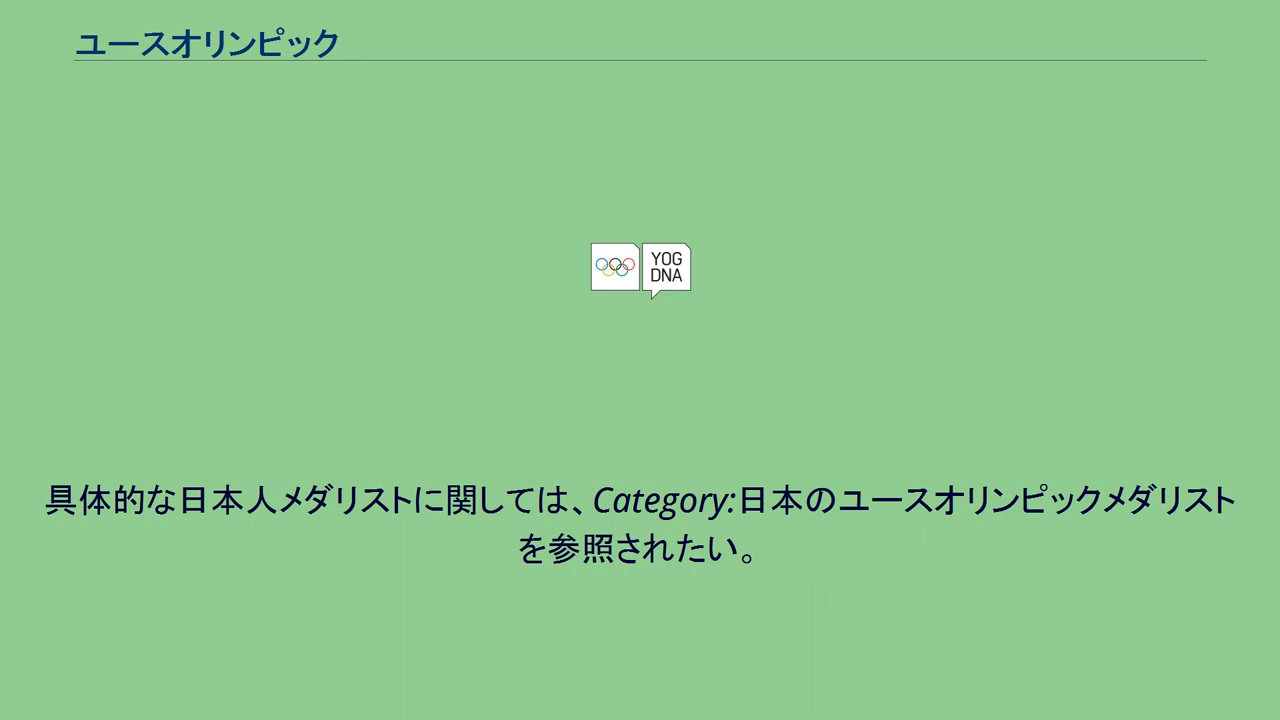 ユースオリンピック
YOG
DNA
具体的な日本人メダリストに関しては、Category:日本のユースオリンピックメダリスト
を参照されたい。